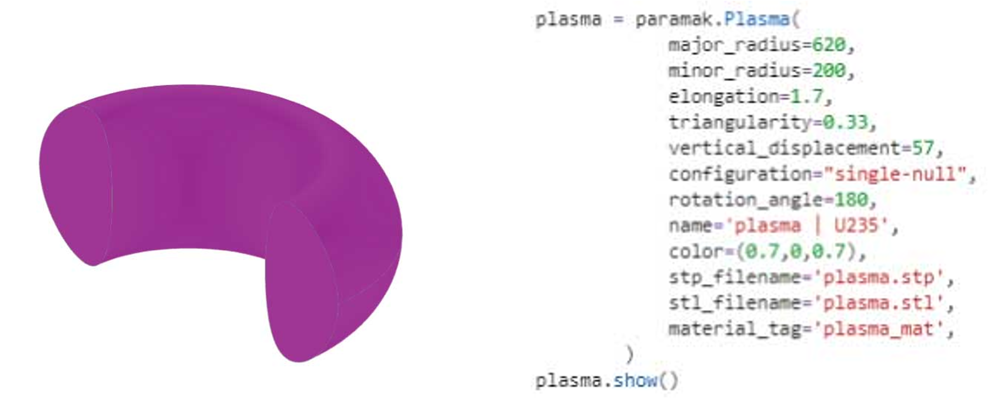 plasma = paramak.Plasma(
major_radius=620,
minor_radius=200,
elongation=1.7,
triangularity=0.33,
vertical_displacement=57,
configuration="single-null",
rotation_angle=180,
name='plasma | U235',
color=(0.7,0,0.7),
stp_filename='plasma.stp',
stl_filename='plasma.stl',
material_tag='plasma_mat',
)
plasma.show()